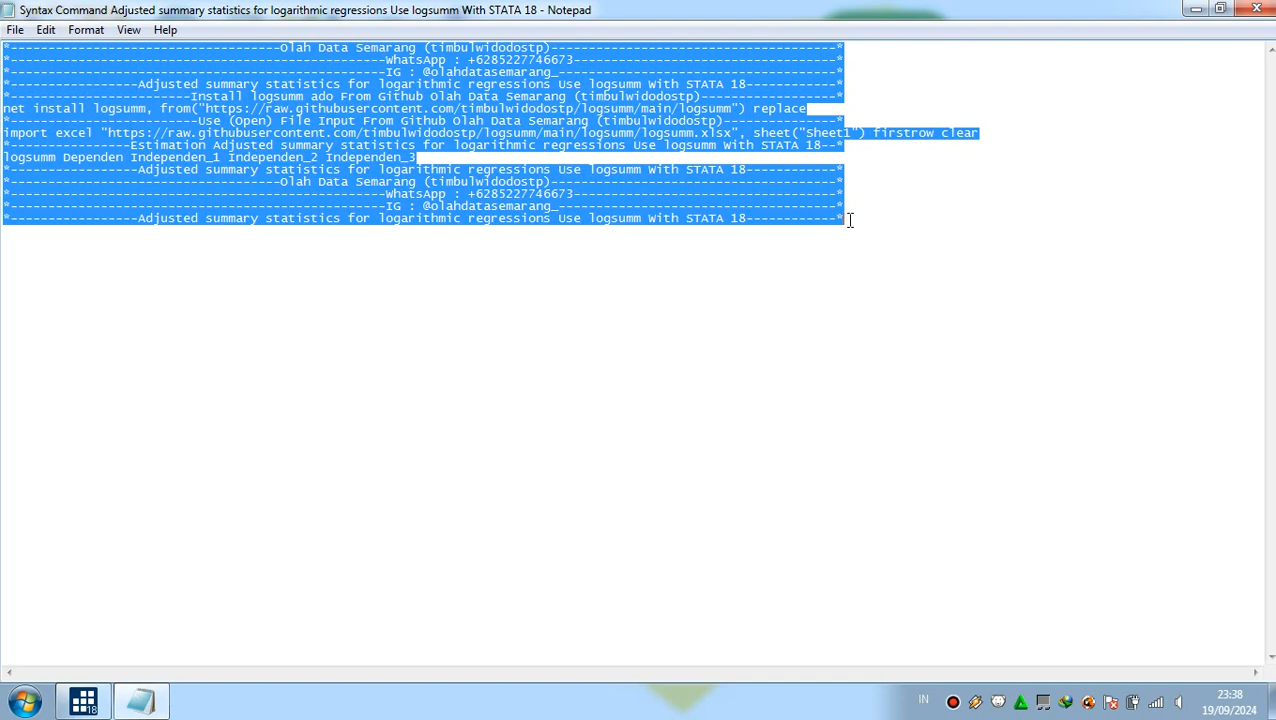 Syntax Command Adjusted summary statistics for logarithmic regressions Use logsumm With STATA 18 - Notepad
File Edit Format View Help
*------------------------------------Olah Data Semarang (timbulwidodostp)--------------------------------------*
*--------------------------------------------------WhatsApp : +6285227746673-----------------------------------*
*--------------------------------------------------IG : @olahdatasemarang_-------------------------------------*
*-----------------Adjusted summary statistics for logarithmic regressions Use logsumm With STATA 18------------*
*------------------------Install logsumm ado From Github Olah Data Semarang (timbulwidodostp)------------------*
net install logsumm, from("https://raw.githubusercontent.com/timbulwidodostp/logsumm/main/logsumm") replace
*-------------------------Use (Open) File Input From Github Olah Data Semarang (timbulwidodostp)---------------*
import excel "https://raw.githubusercontent.com/timbulwidodostp/logsumm/main/logsumm/logsumm.xlsx", sheet("Sheet1") firstrow clear
*----------------Estimation Adjusted summary statistics for logarithmic regressions Use logsumm With STATA 18--*
logsumm Dependen Independen_1 Independen_2 Independen_3
*-----------------Adjusted summary statistics for logarithmic regressions Use logsumm With STATA 18------------*
*------------------------------------Olah Data Semarang (timbulwidodostp)--------------------------------------*
*--------------------------------------------------WhatsApp : +6285227746673-----------------------------------*
*--------------------------------------------------IG : @olahdatasemarang_-------------------------------------*
*-----------------Adjusted summary statistics for logarithmic regressions Use logsumm With STATA 18------------*
18
IN
23:38
19/09/2024